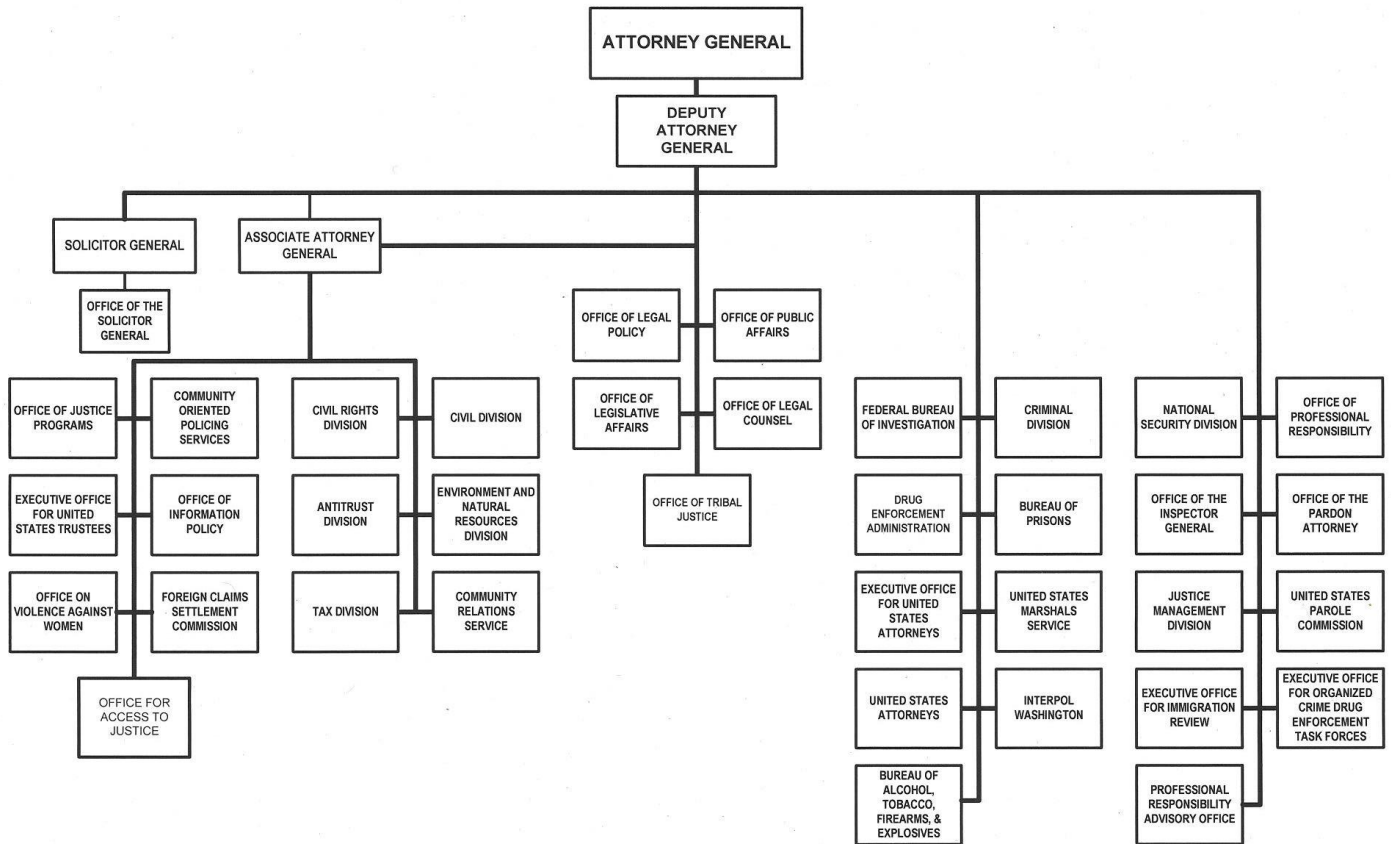 ATTORNEY GENERAL
DEPUTY
ATTORNEY
GENERAL
SOLICITOR GENERAL
ASSOCIATE ATTORNEY
GENERAL
OFFICE OF THE
SOLICITOR
GENERAL
OFFICE OF LEGAL
POLICY
OFFICE OF PUBLIC
AFFAIRS
OFFICE OF
LEGISLATIVE
AFFAIRS
OFFICE OF LEGAL
COUNSEL
OFFICE OF TRIBAL
JUSTICE
OFFICE OF JUSTICE
PROGRAMS
COMMUNITY
ORIENTED
POLICING
SERVICES
EXECUTIVE OFFICE
FOR UNITED
STATES TRUSTEES
OFFICE OF
INFORMATION
POLICY
OFFICE ON
VIOLENCE AGAINST
WOMEN
FOREIGN CLAIMS
SETTLEMENT
COMMISSION
OFFICE FOR
ACCESS TO
JUSTICE
CIVIL RIGHTS
DIVISION
CIVIL DIVISION
ANTITRUST
DIVISION
ENVIRONMENT AND
NATURAL
RESOURCES
DIVISION
TAX DIVISION
COMMUNITY
RELATIONS
SERVICE
FEDERAL BUREAU
OF INVESTIGATION
CRIMINAL
DIVISION
DRUG
ENFORCEMENT
ADMINISTRATION
BUREAU OF
PRISONS
EXECUTIVE OFFICE
FOR UNITED
STATES
ATTORNEYS
UNITED STATES
MARSHALS
SERVICE
UNITED STATES
ATTORNEYS
INTERPOL
WASHINGTON
BUREAU OF
ALCOHOL,
TOBACCO,
FIREARMS, &
EXPLOSIVES
NATIONAL
SECURITY DIVISION
OFFICE OF
PROFESSIONAL
RESPONSIBILITY
OFFICE OF THE
INSPECTOR
GENERAL
OFFICE OF THE
PARDON
ATTORNEY
JUSTICE
MANAGEMENT
DIVISION
UNITED STATES
PAROLE
COMMISSION
EXECUTIVE OFFICE
FOR IMMIGRATION
REVIEW
EXECUTIVE OFFICE
FOR ORGANIZED
CRIME DRUG
ENFORCEMENT
TASK FORCES
PROFESSIONAL
RESPONSIBILITY
ADVISORY OFFICE